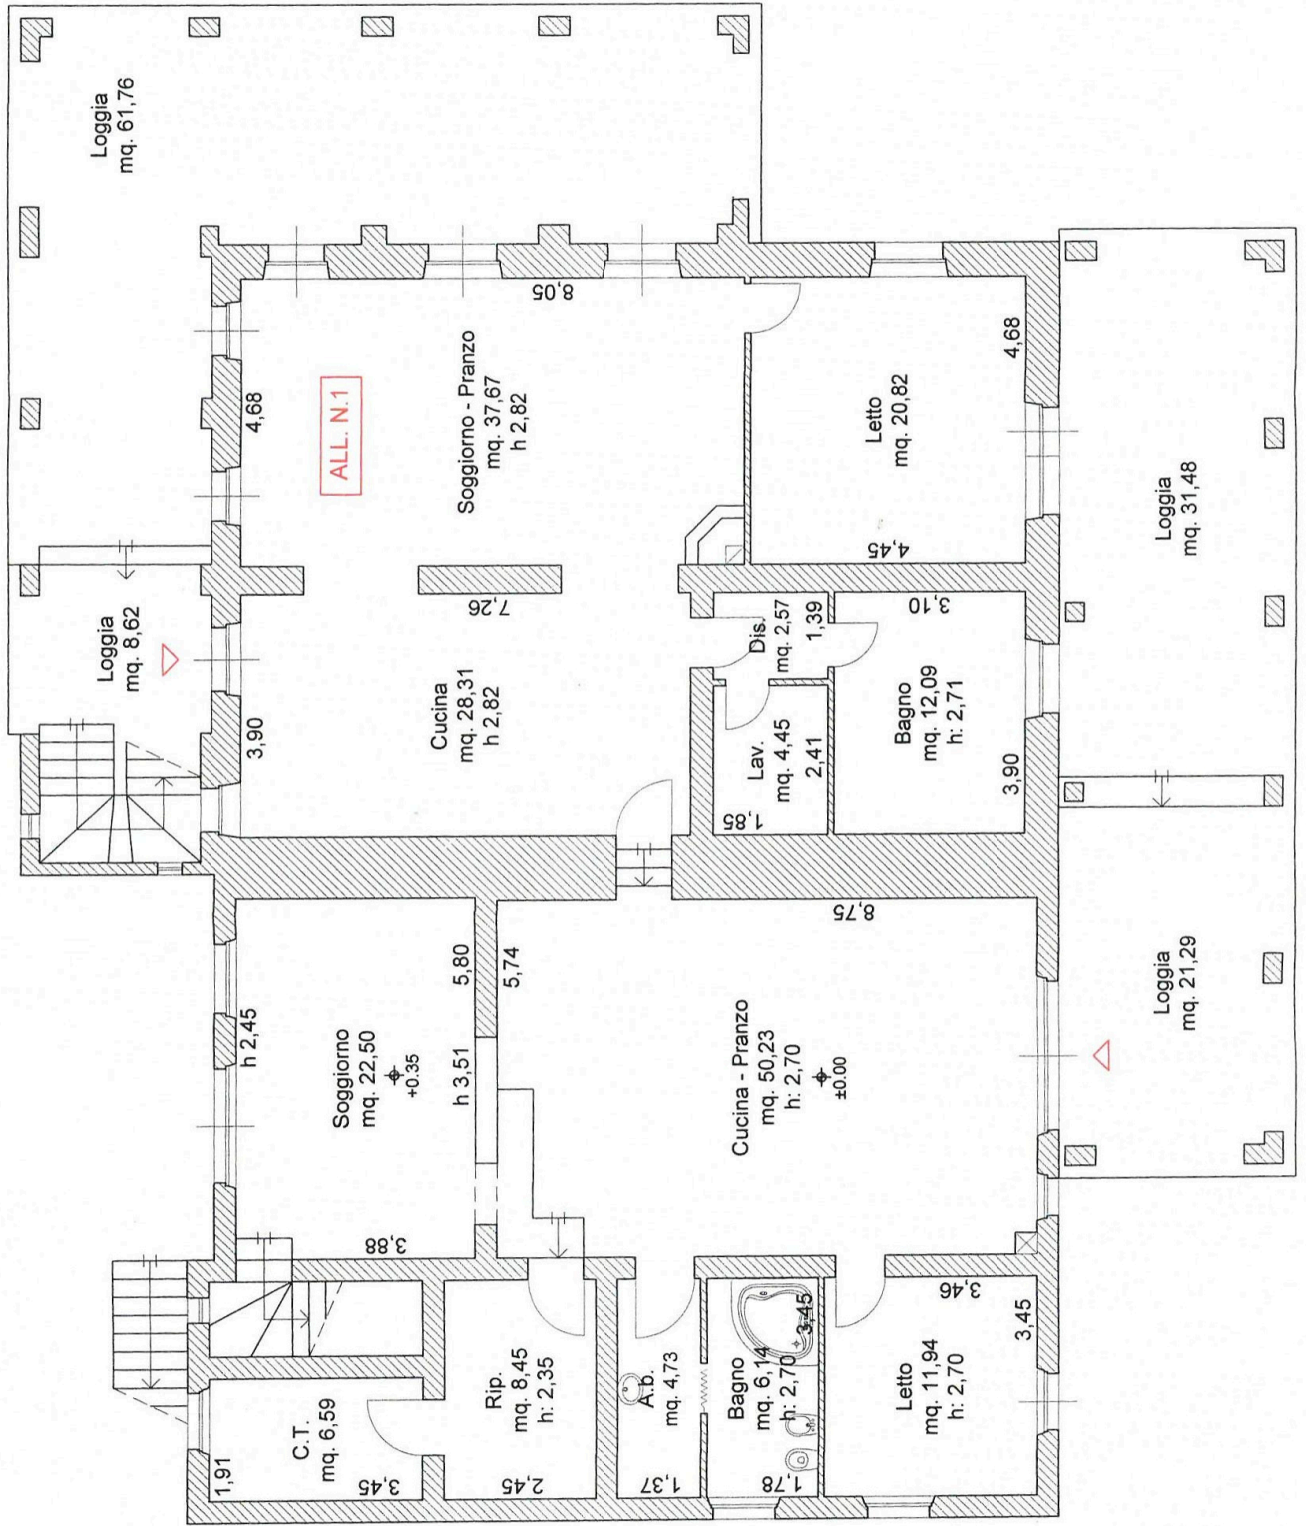 Loggia
mq. 61,76
Loggia
mq. 8,62
4,68
3,90
ALL. N.1
8,05
Soggiorno - Pranzo
mq. 37,67
h 2,82
7,26
Cucina
mq. 28,31
h 2,82
Letto
mq. 20,82
4,68
4,45
Dis.
mq. 2,57
1,39
Lav.
mq. 4,45
2,41
1,85
3,10
Bagno
mq. 12,09
h: 2,71
3,90
Loggia
mq. 31,48
Loggia
mq. 21,29
h 2,45
Soggiorno
mq. 22,50
+0.35
5,80
h 3,51
3,88
5,74
8,75
Cucina - Pranzo
mq. 50,23
h: 2,70
±0.00
1,91
C.T.
mq. 6,59
3,45
Rip.
mq. 8,45
h: 2,35
2,45
A.b.
mq. 4,73
1,37
Bagno
mq. 6,14
h: 2,70
3,45
1,78
Letto
mq. 11,94
h: 2,70
3,46
3,45